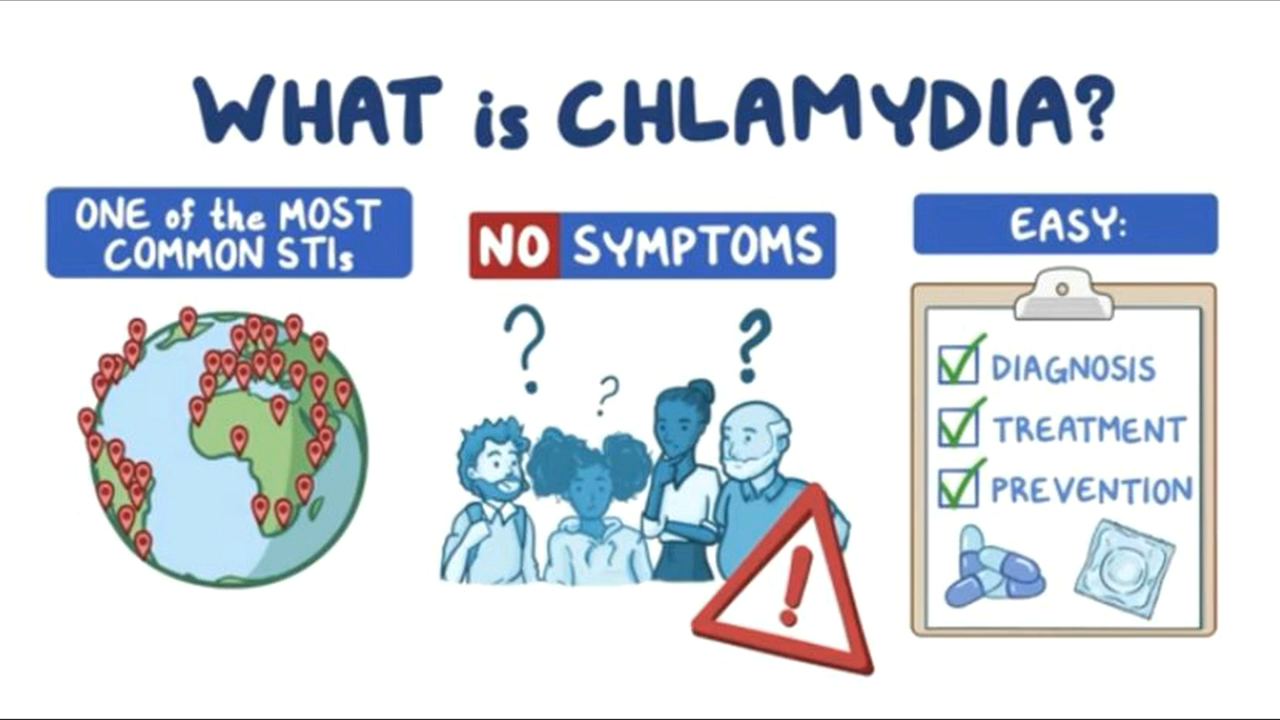 WHAT is CHLAMYDIA?
ONE of the MOST
COMMON STIs
NO SYMPTOMS
? ? ?
!
EASY:
DIAGNOSIS
TREATMENT
PREVENTION